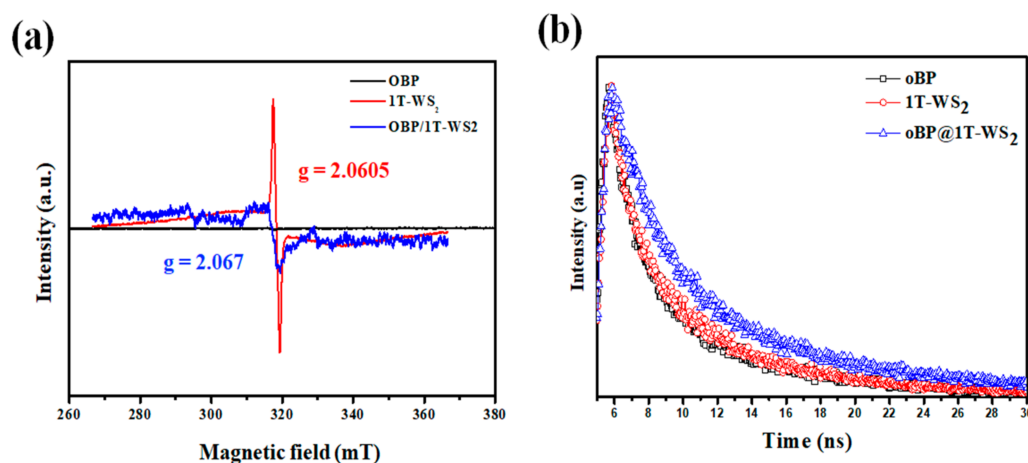 (a)
OBP
1T-WS2
OBP/1T-WS2
g = 2.0605
g = 2.067
Intensity (a.u.)
260 280 300 320 340 360 380
Magnetic field (mT)
(b)
oBP
1T-WS2
oBP@1T-WS2
Intensity (a.u)
6 8 10 12 14 16 18 20 22 24 26 28 30
Time (ns)